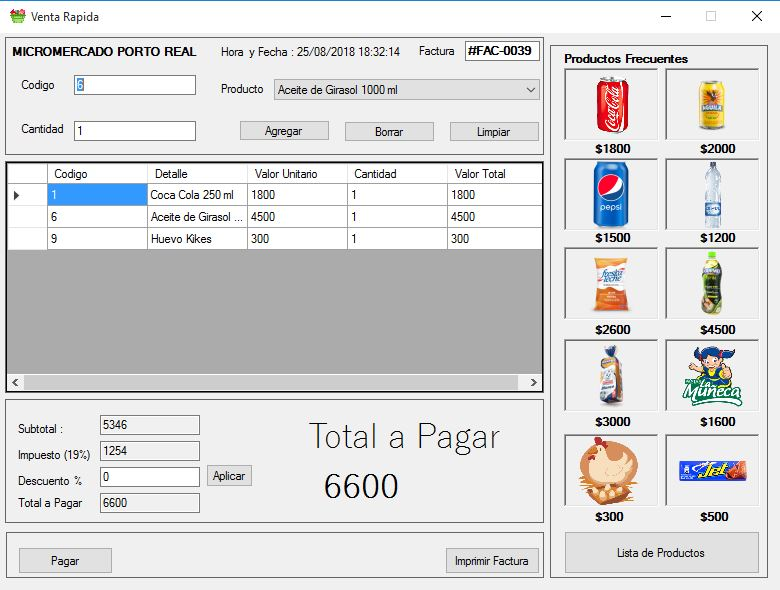 Venta Rapida
MICROMERCADO PORTO REAL Hora y Fecha : 25/08/2018 18:32:14 Factura #FAC-0039
Codigo 6 Producto Aceite de Girasol 1000 ml
Cantidad 1 Agregar Borrar Limpiar
Codigo Detalle Valor Unitario Cantidad Valor Total
1 Coca Cola 250 ml 1800 1 1800
6 Aceite de Girasol ... 4500 1 4500
9 Huevo Kikes 300 1 300
Subtotal : 5346
Impuesto (19%) 1254
Descuento % 0 Aplicar
Total a Pagar 6600
Total a Pagar
6600
Pagar Imprimir Factura
Productos Frecuentes
Coca-Cola AGUILA
$1800 $2000
pepsi
$1500 $1200
freska
leche
$2600 $4500
La
Muñeca
$3000 $1600
Jet
$300 $500
Lista de Productos